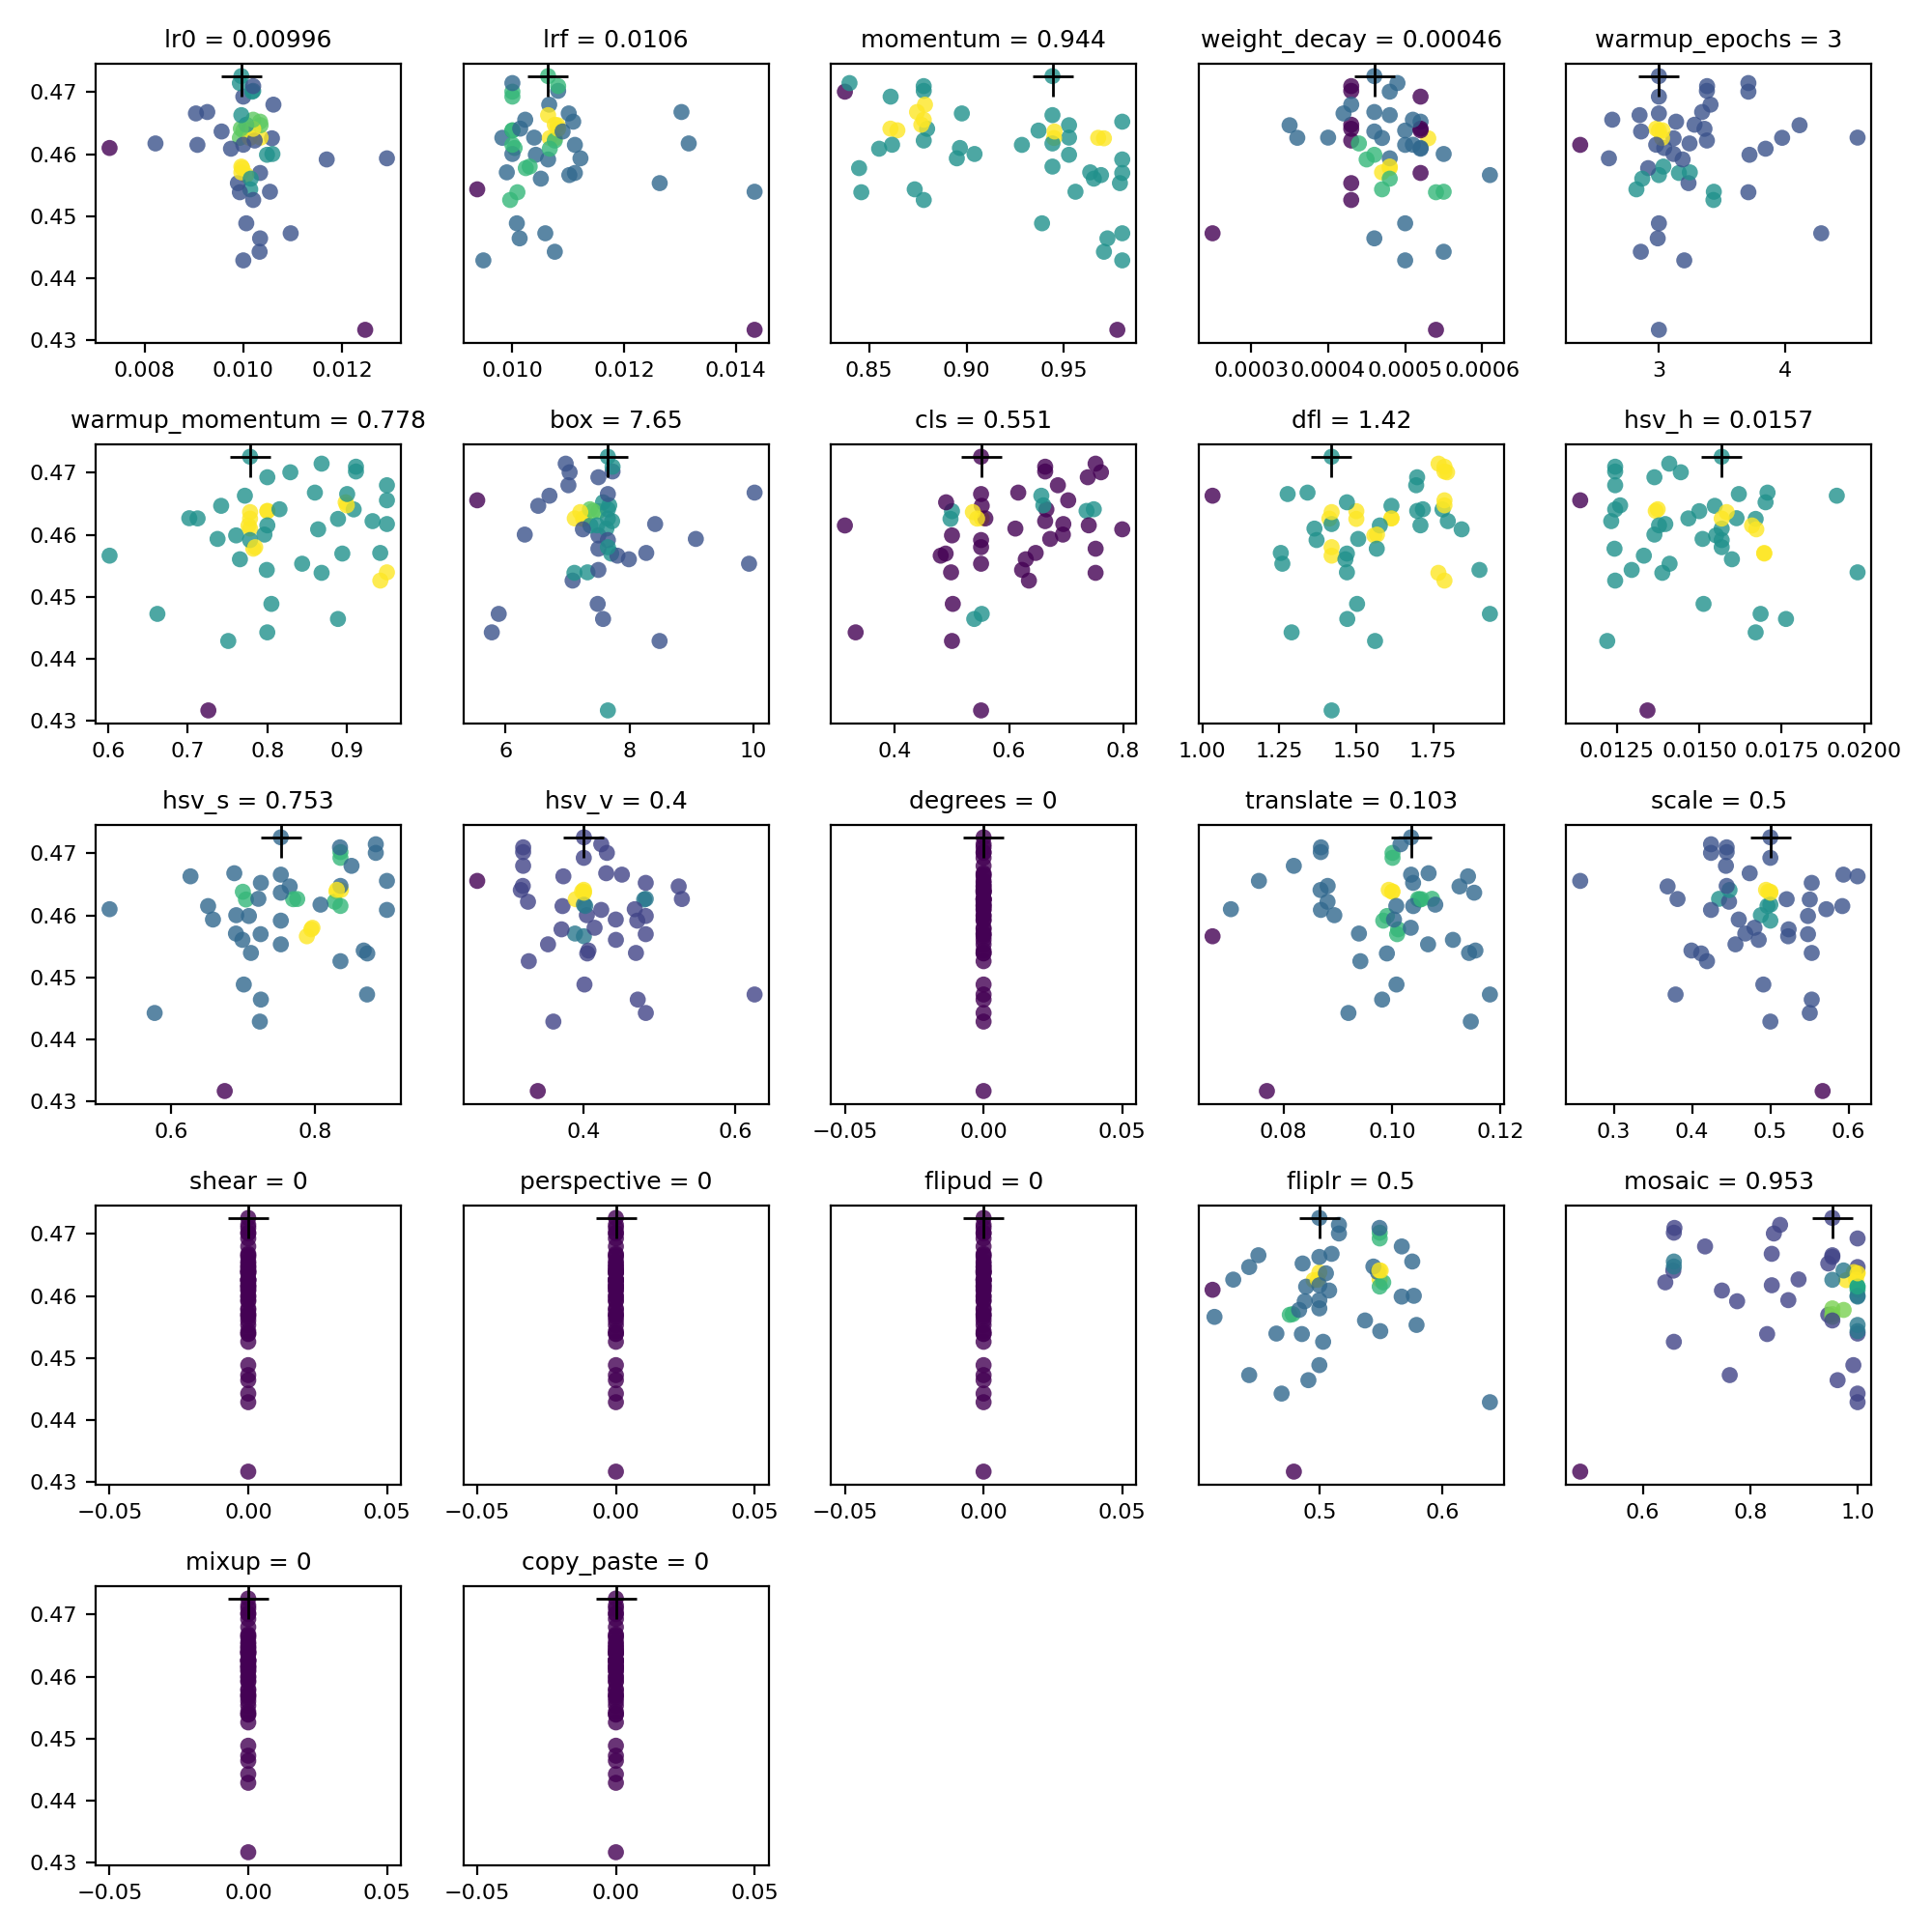 lr0 = 0.00996
lrf = 0.0106
momentum = 0.944
weight_decay = 0.00046
warmup_epochs = 3
0.47
0.46
0.45
0.44
0.43
0.008 0.010 0.012
0.010 0.012 0.014
0.85 0.90 0.95
0.0003 0.0004 0.0005 0.0006
3 4
warmup_momentum = 0.778
box = 7.65
cls = 0.551
dfl = 1.42
hsv_h = 0.0157
0.47
0.46
0.45
0.44
0.43
0.6 0.7 0.8 0.9
6 8 10
0.4 0.6 0.8
1.00 1.25 1.50 1.75
0.0125 0.0150 0.0175 0.0200
hsv_s = 0.753
hsv_v = 0.4
degrees = 0
translate = 0.103
scale = 0.5
0.47
0.46
0.45
0.44
0.43
0.6 0.8
0.4 0.6
−0.05 0.00 0.05
0.08 0.10 0.12
0.3 0.4 0.5 0.6
shear = 0
perspective = 0
flipud = 0
fliplr = 0.5
mosaic = 0.953
0.47
0.46
0.45
0.44
0.43
−0.05 0.00 0.05
−0.05 0.00 0.05
−0.05 0.00 0.05
0.5 0.6
0.6 0.8 1.0
mixup = 0
copy_paste = 0
0.47
0.46
0.45
0.44
0.43
−0.05 0.00 0.05
−0.05 0.00 0.05